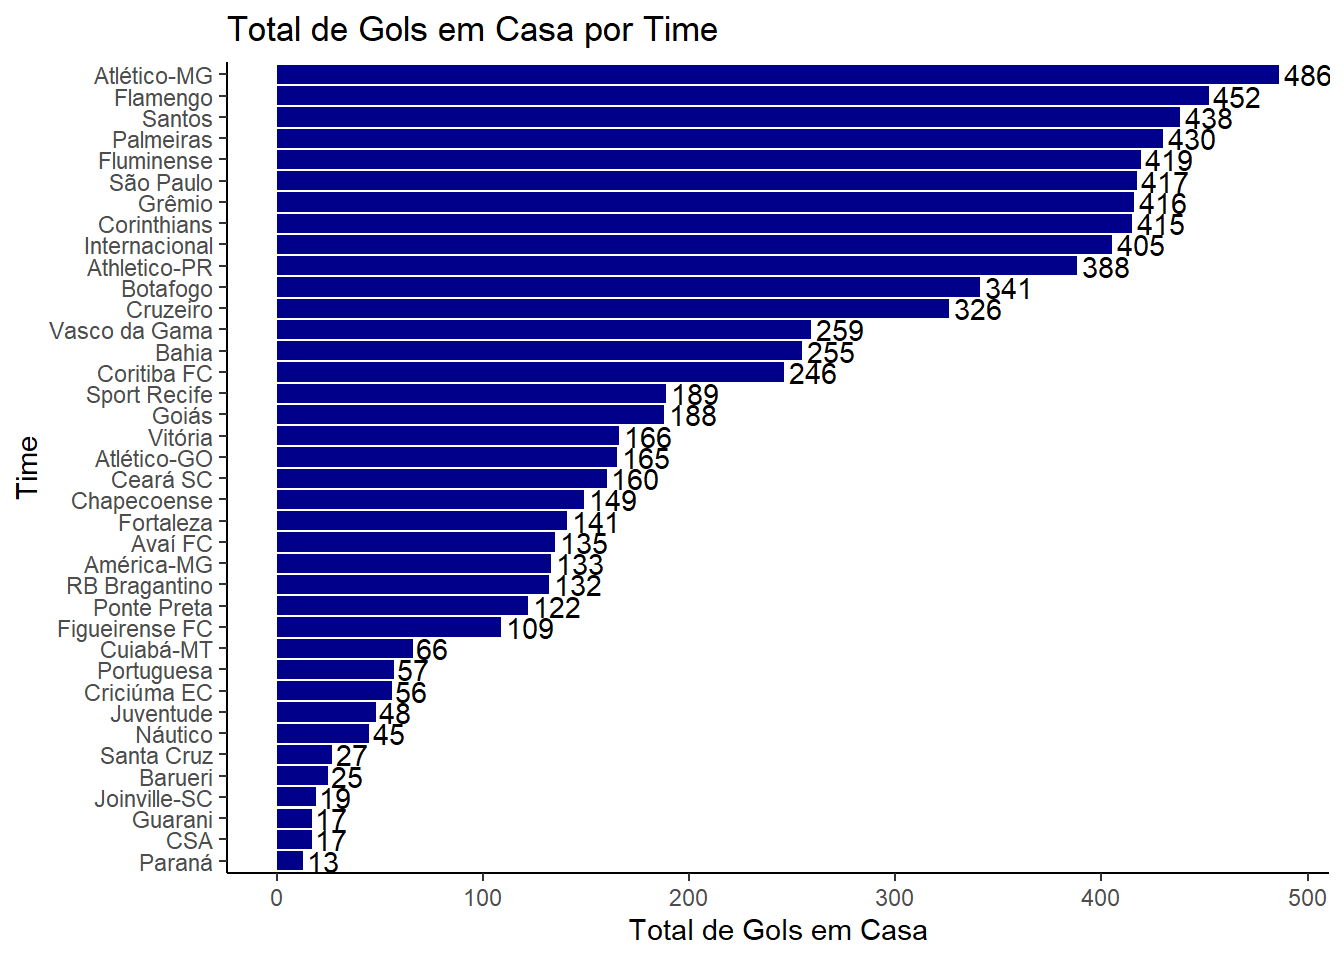 Total de Gols em Casa por Time
Atlético-MG 486
Flamengo 452
Santos 438
Palmeiras 430
Fluminense 419
São Paulo 417
Grêmio 416
Corinthians 415
Internacional 405
Athletico-PR 388
Botafogo 341
Cruzeiro 326
Vasco da Gama 259
Bahia 255
Coritiba FC 246
Sport Recife 189
Goiás 188
Vitória 166
Atlético-GO 165
Ceará SC 160
Chapecoense 149
Fortaleza 141
Avaí FC 135
América-MG 133
RB Bragantino 132
Ponte Preta 122
Figueirense FC 109
Cuiabá-MT 66
Portuguesa 57
Criciúma EC 56
Juventude 48
Náutico 45
Santa Cruz 27
Barueri 25
Joinville-SC 19
Guarani 17
CSA 17
Paraná 13
Time
0 100 200 300 400 500
Total de Gols em Casa